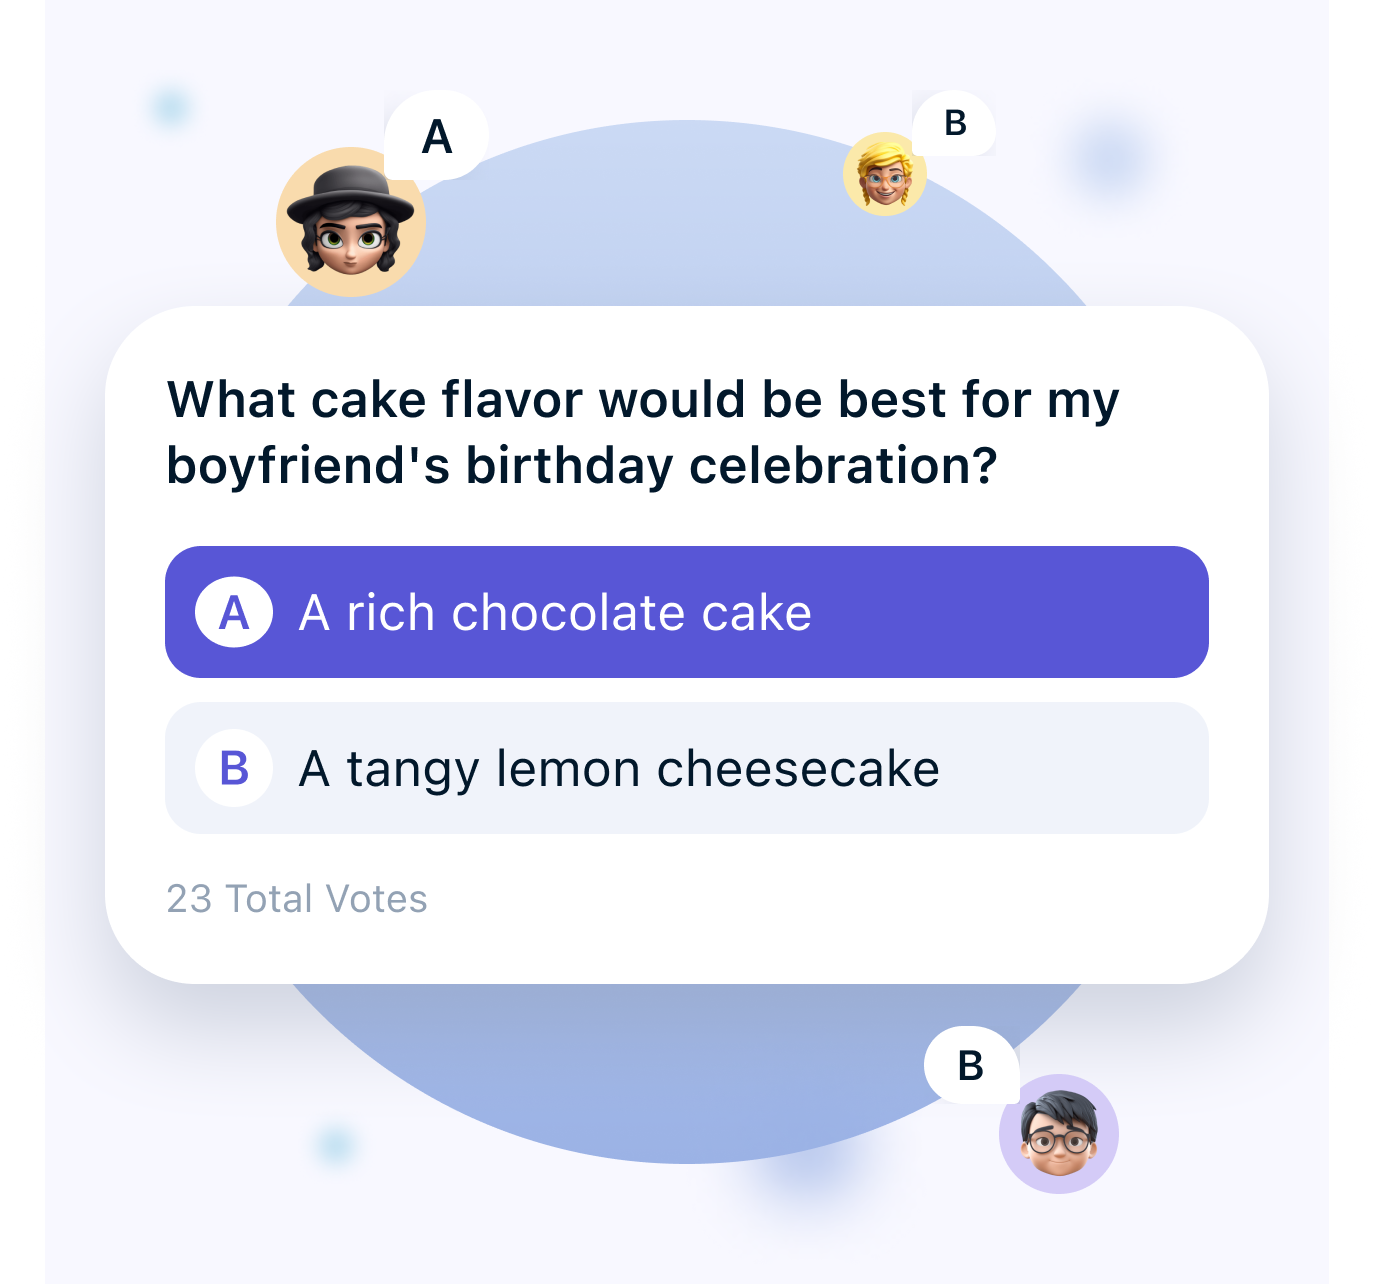 A
B
What cake flavor would be best for my
boyfriend's birthday celebration?
A A rich chocolate cake
B A tangy lemon cheesecake
23 Total Votes
B